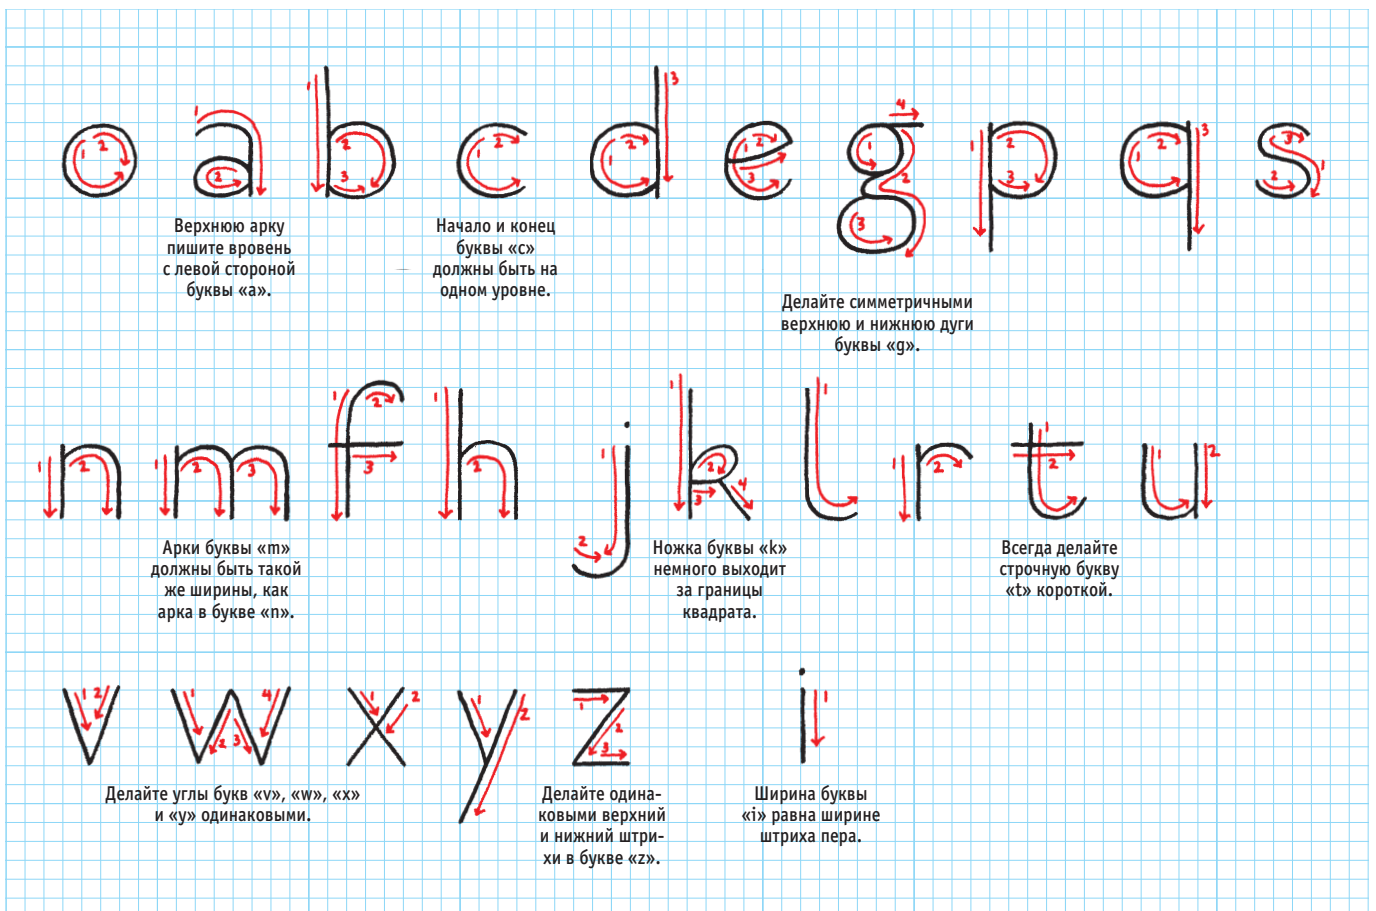 o a b c d e g p q s
Верхнюю арку
пишите вровень
с левой стороной
буквы «a».
Начало и конец
буквы «c»
должны быть на
одном уровне.
Делайте симметричными
верхнюю и нижнюю дуги
буквы «g».
n m f h j k l r t u
Арки буквы «m»
должны быть такой
же ширины, как
арка в букве «n».
Ножка буквы «k»
немного выходит
за границы
квадрата.
Всегда делайте
строчную букву
«t» короткой.
v w x y z i
Делайте углы букв «v», «w», «x»
и «y» одинаковыми.
Делайте одина-
ковыми верхний
и нижний штри-
хи в букве «z».
Ширина буквы
«i» равна ширине
штриха пера.